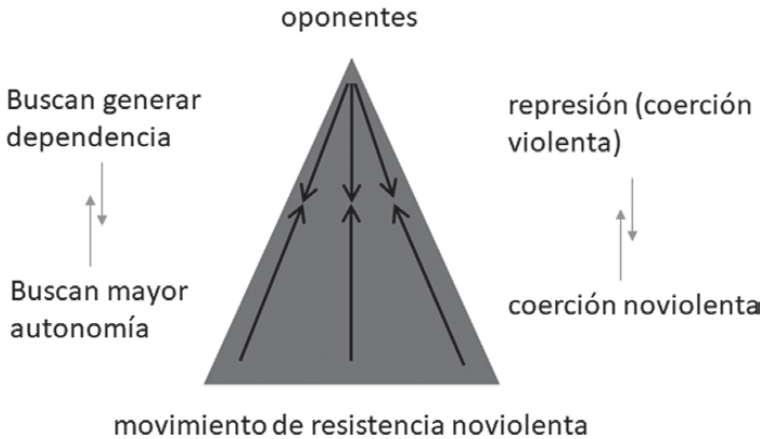 oponentes
Buscan generar
dependencia
represión (coerción
violenta)
Buscan mayor
autonomía
coerción noviolenta
movimiento de resistencia noviolenta